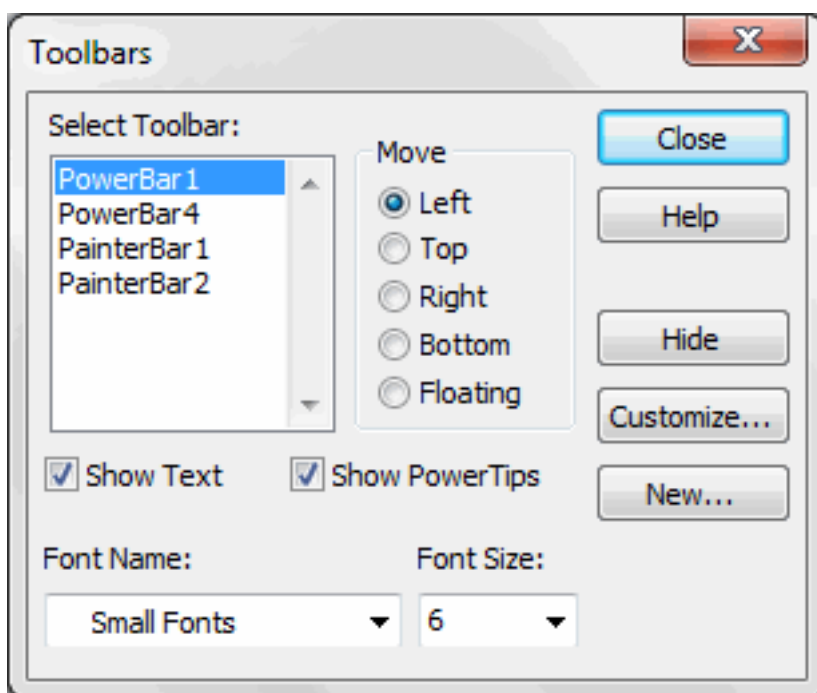 Toolbars
Select Toolbar:
PowerBar1
PowerBar4
PainterBar1
PainterBar2
Move
Left
Top
Right
Bottom
Floating
Close
Help
Hide
Customize...
New...
Show Text
Show PowerTips
Font Name:
Font Size:
Small Fonts
6